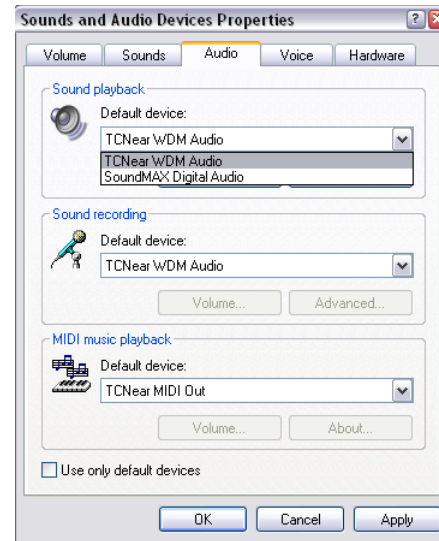 Sounds and Audio Devices Properties
Volume Sounds Audio Voice Hardware
Sound playback
Default device:
TCNear WDM Audio
TCNear WDM Audio
SoundMAX Digital Audio
Sound recording
Default device:
TCNear WDM Audio
Volume... Advanced...
MIDI music playback
Default device:
TCNear MIDI Out
Volume... About...
Use only default devices
OK Cancel Apply